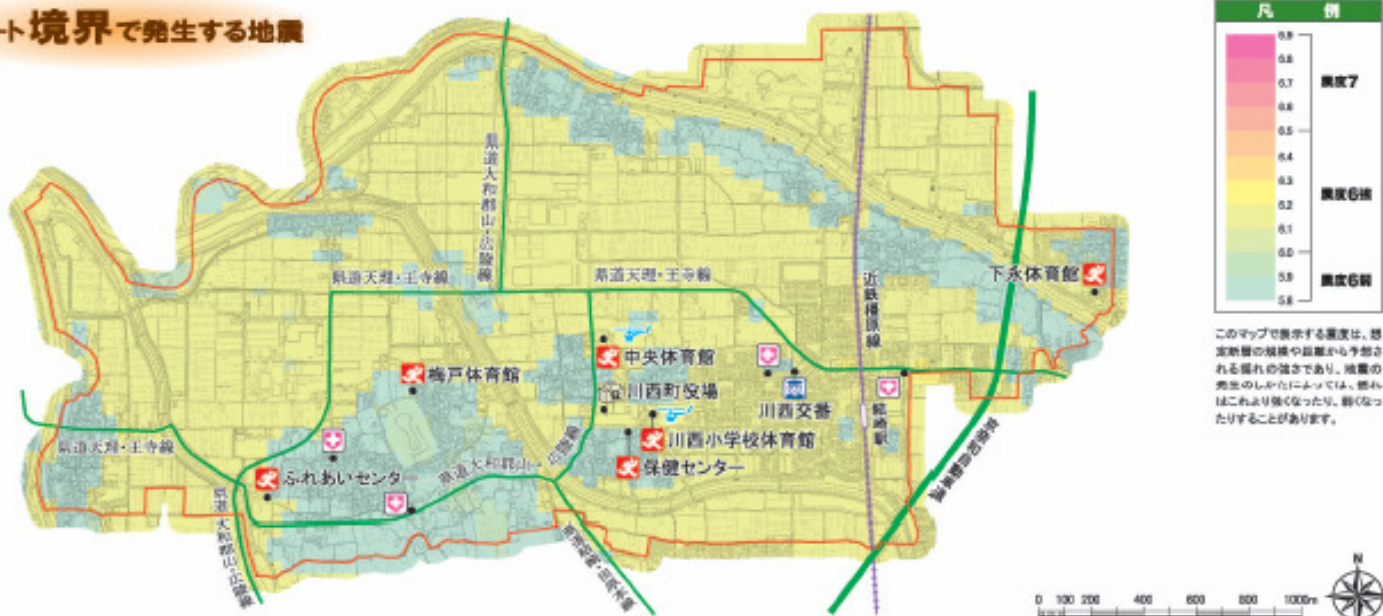 ート境界で発生する地震
凡 例
6.9
6.8
6.7
6.6
6.5
6.4
6.3
6.2
6.1
6.0
5.9
5.8
震度7
震度6強
震度6弱
このマップで表示する震度は、想
定断層の規模や距離から予想さ
れる揺れの強さであり、地震の
発生のしかたによっては、揺れ
はこれより強くなったり、弱くなっ
たりすることがあります。
県道大和郡山・広陵線
県道天理・王寺線
県道天理・王寺線
近鉄橿原線
下永体育館
中央体育館
梅戸体育館
川西町役場
川西交番
結崎駅
川西小学校体育館
保健センター
県道天理・王寺線
ふれあいセンター
県道大和郡山・広陵線
県道大和郡山・広陵線
京奈和自動車道
N
0 100 200 400 600 800 1000m